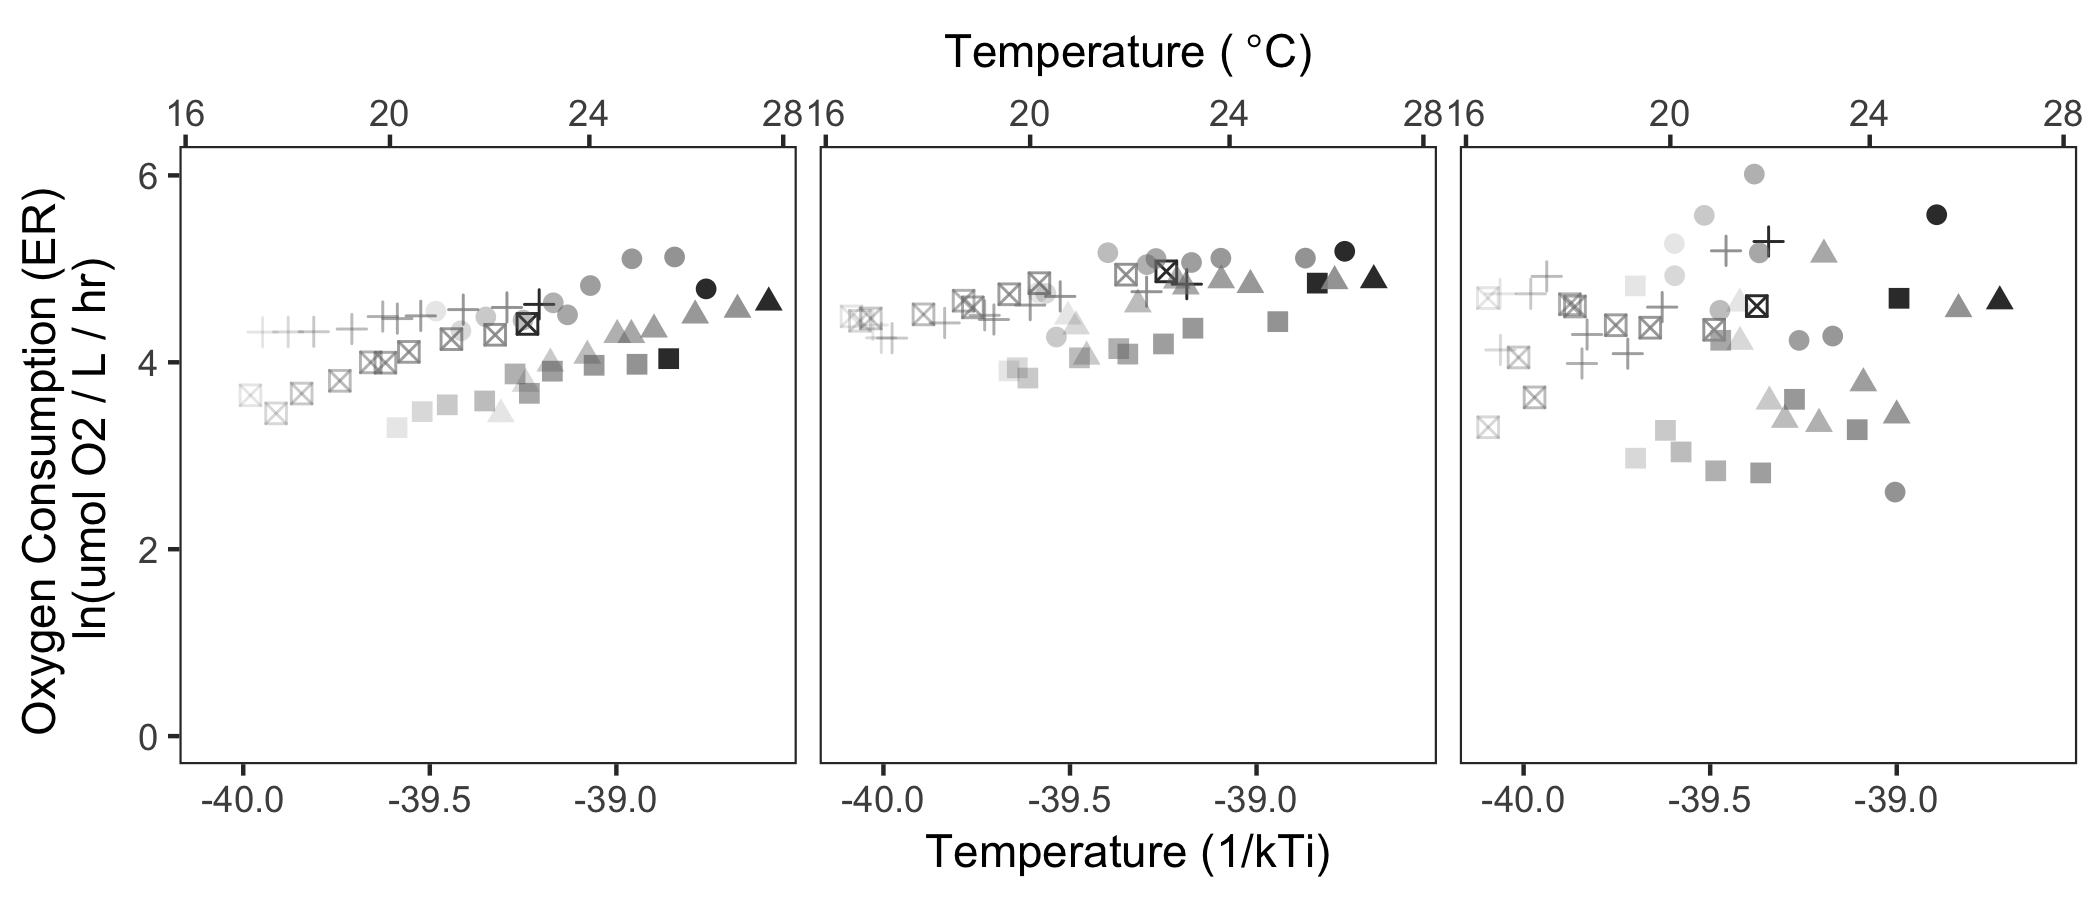 Temperature ( °C)
16 20 24 28 16 20 24 28 16 20 24 28
Oxygen Consumption (ER)
ln(umol O2 / L / hr)
6
4
2
0
-40.0 -39.5 -39.0 -40.0 -39.5 -39.0 -40.0 -39.5 -39.0
Temperature (1/kTi)